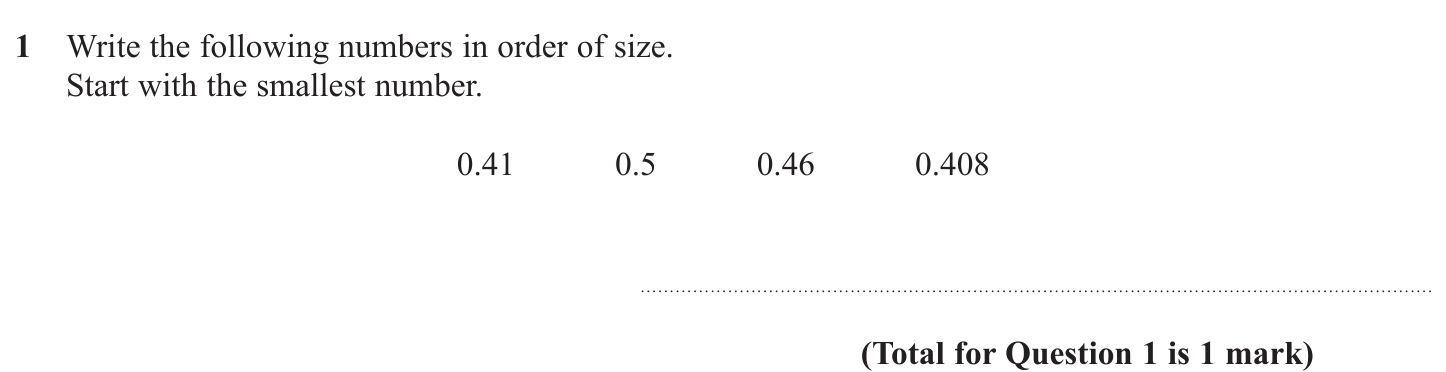 1 Write the following numbers in order of size.
Start with the smallest number.
0.41 0.5 0.46 0.408
(Total for Question 1 is 1 mark)